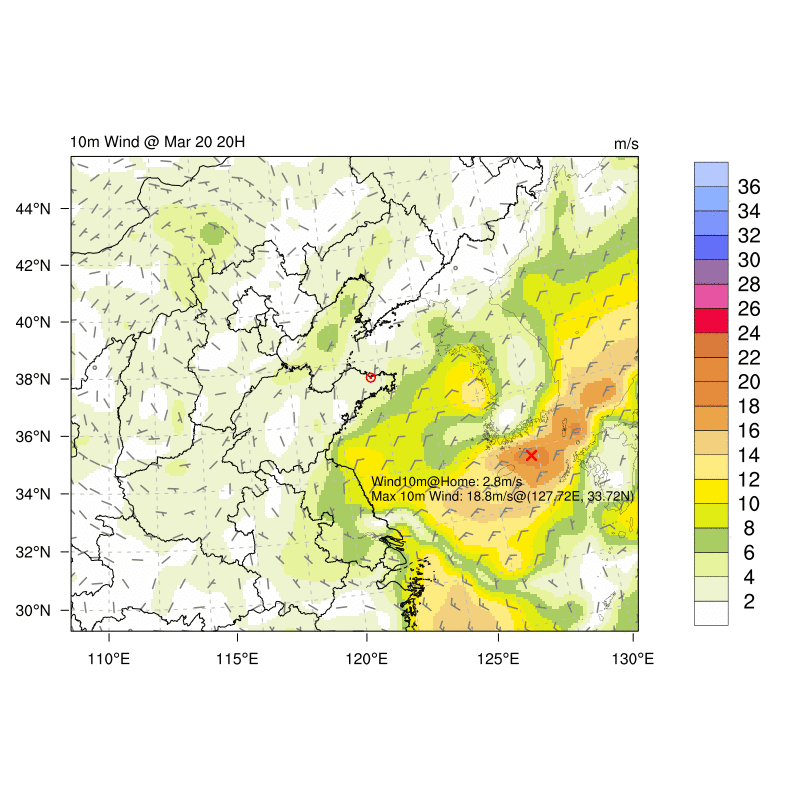 10m Wind @ Mar 20 20H
m/s
44°N
42°N
40°N
38°N
36°N
34°N
32°N
30°N
110°E
115°E
120°E
125°E
130°E
Wind10m@Home: 2.8m/s
Max 10m Wind: 18.8m/s@(127.72E, 33.72N)
36
34
32
30
28
26
24
22
20
18
16
14
12
10
8
6
4
2